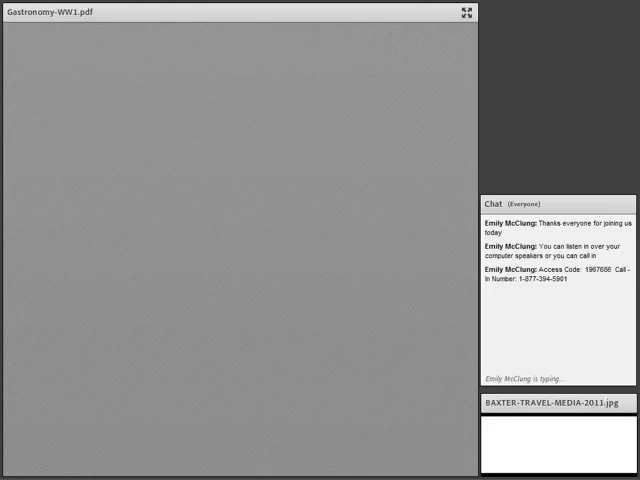 Gastronomy-WW1.pdf
Chat (Everyone)
Emily McClung: Thanks everyone for joining us
today
Emily McClung: You can listen in over your
computer speakers or you can call in
Emily McClung: Access Code: 1967686 Call -
In Number: 1-877-394-5901
Emily McClung is typing...
BAXTER-TRAVEL-MEDIA-2011.jpg